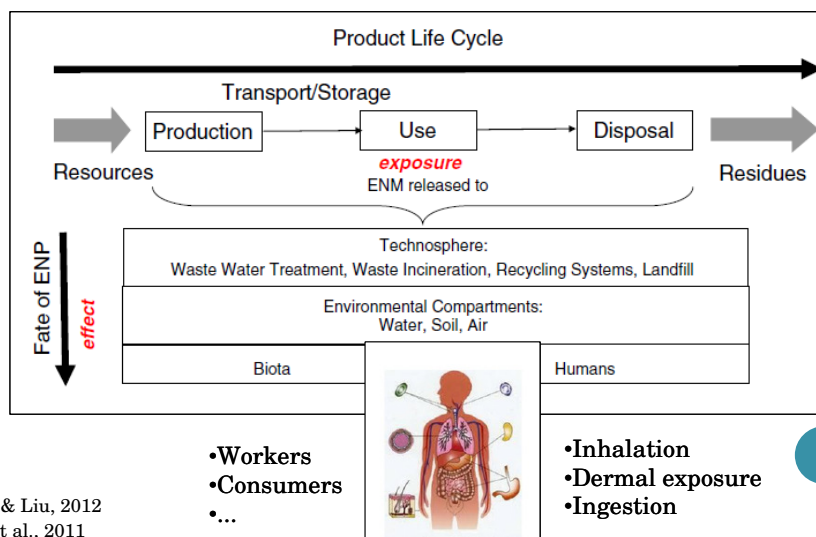 Product Life Cycle
Transport/Storage
Production
Use
Disposal
Resources
exposure
Residues
ENM released to
Fate of ENP
effect
Technosphere:
Waste Water Treatment, Waste Incineration, Recycling Systems, Landfill
Environmental Compartments:
Water, Soil, Air
Biota
Humans
•Workers
•Consumers
•...
•Inhalation
•Dermal exposure
•Ingestion
& Liu, 2012
t al., 2011